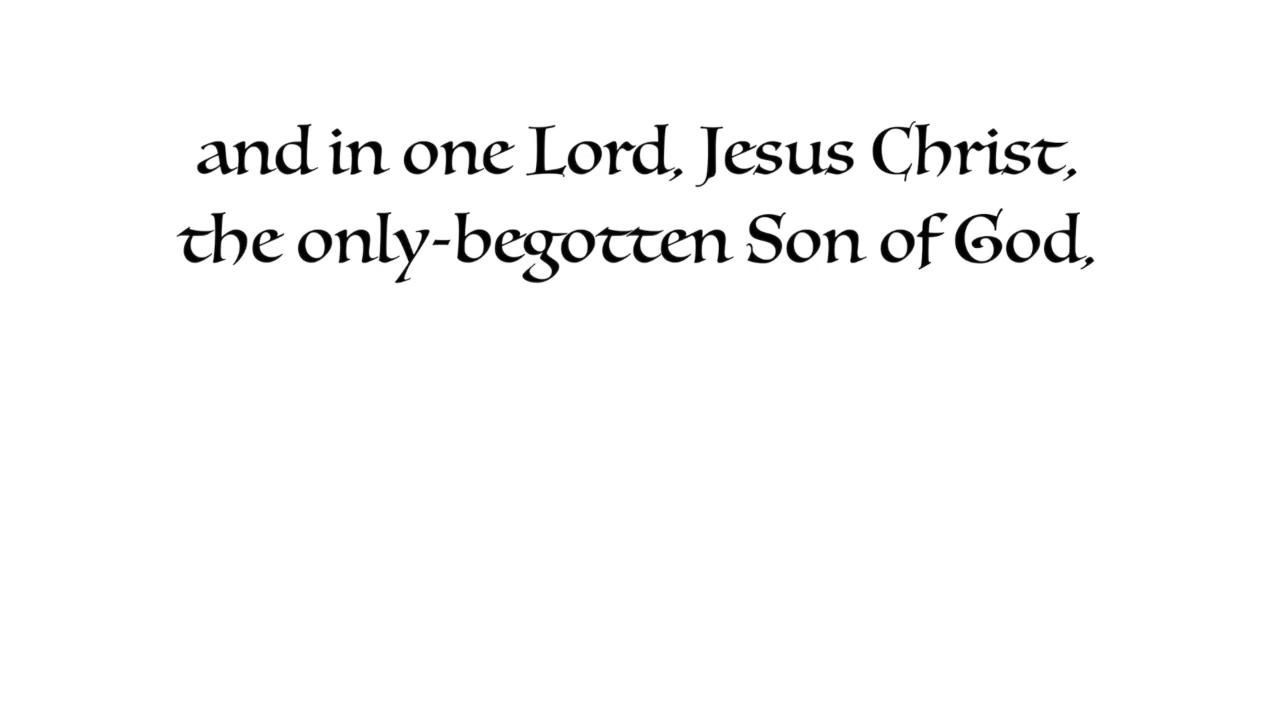 and in one Lord, Jesus Christ,
the only-begotten Son of God,